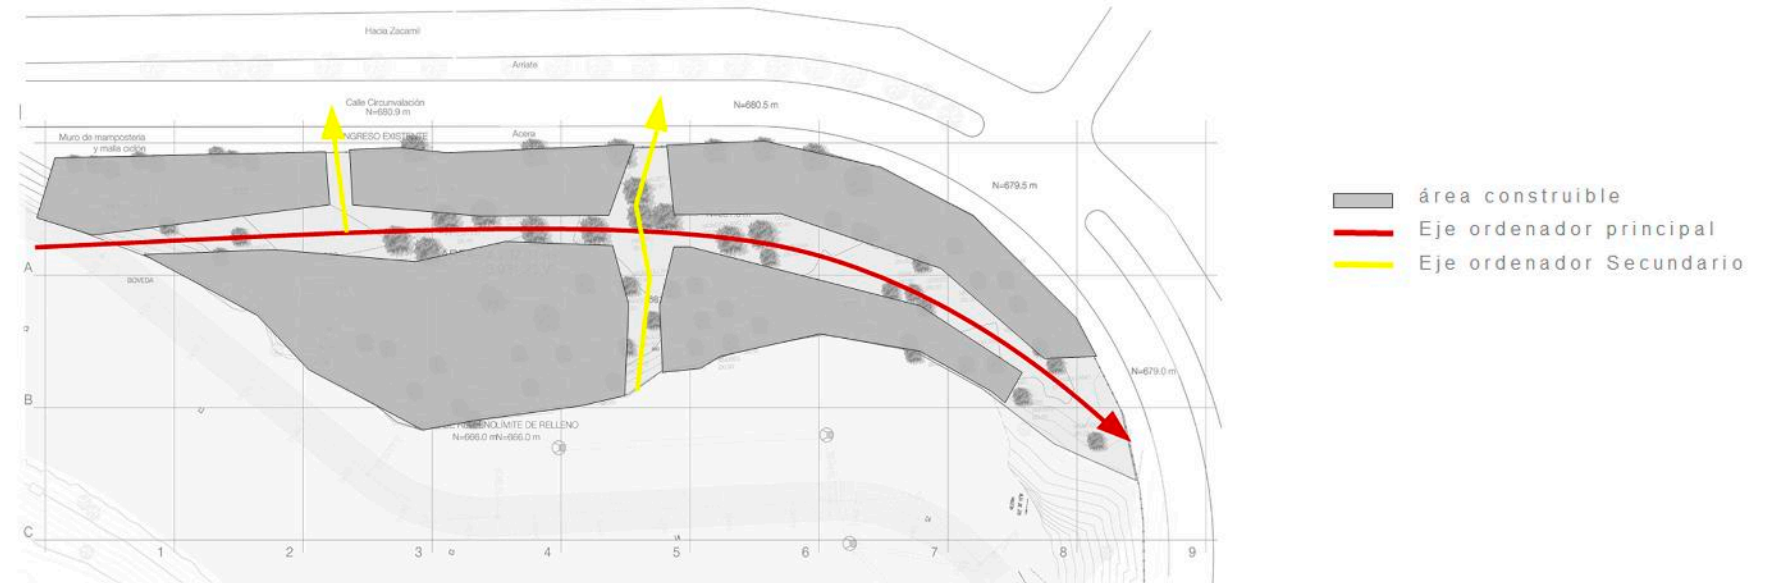 Hacia Zacamil
Arriate
Calle Circunvalación
N=680.9 m
N=680.5 m
Muro de mampostería
y malla ciclón
INGRESO EXISTENTE
Acera
N=679.5 m
área construible
Eje ordenador principal
Eje ordenador Secundario
A
BOVEDA
N=679.0 m
B
LÍMITE DE RELLENO
N=666.0 m
N=666.0 m
C
1
2
3
4
5
6
7
8
9